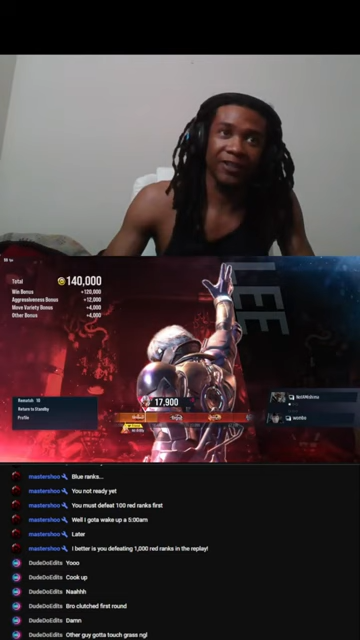 LEE
Total 140,000
Win Bonus +120,000
Aggressiveness Bonus +12,000
Move Variety Bonus +4,000
Other Bonus +4,000
Rematch 10
Return to Standby
Profile
17,900
mastershoo Blue ranks...
mastershoo You not ready yet
mastershoo You must defeat 100 red ranks first
mastershoo Well i gota wake up a 5:00am
mastershoo Later
mastershoo I better is you defeating 1,000 red ranks in the replay!
DudeDoEdits Yooo
DudeDoEdits Cook up
DudeDoEdits Naahhh
DudeDoEdits Bro clutched first round
DudeDoEdits Damn
DudeDoEdits Other guy gotta touch grass ngl